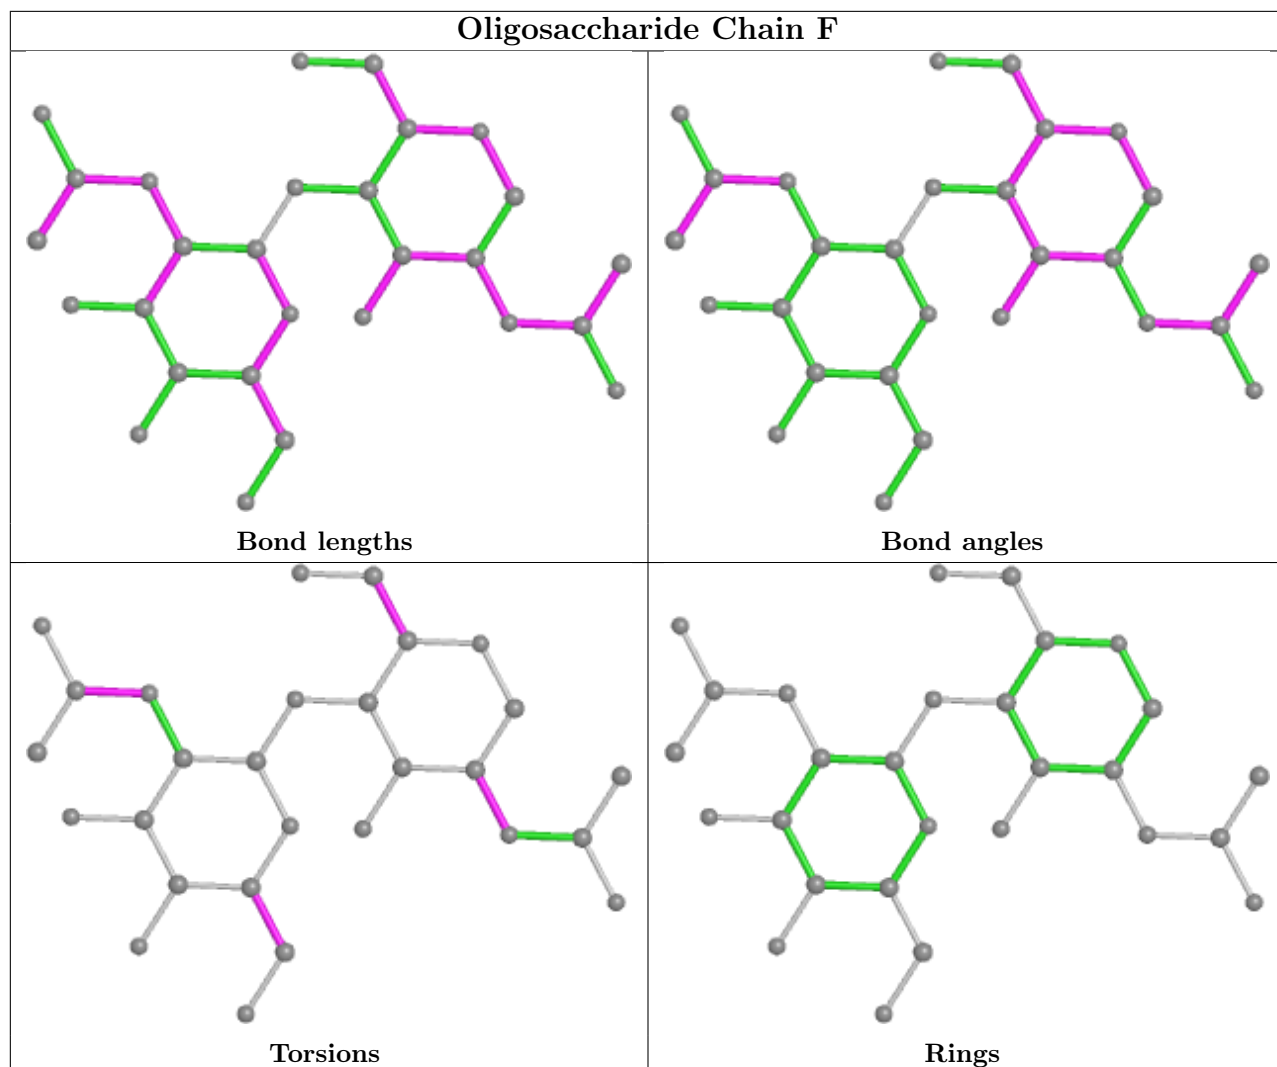 Oligosaccharide Chain F
Bond lengths
Bond angles
Torsions
Rings